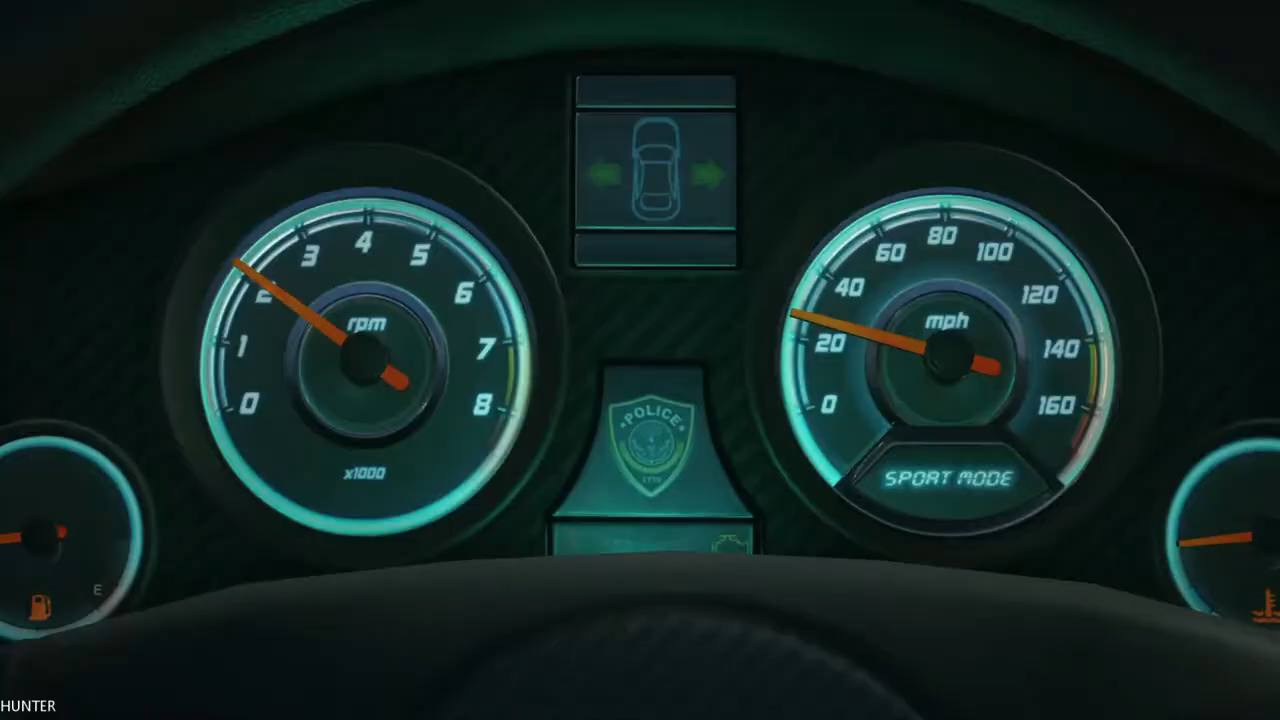 3 4 5
2 6
rpm
1 7
0 8
x1000
60 80 100
40 120
mph
20 140
0 160
SPORT MODE
POLICE
E
HUNTER